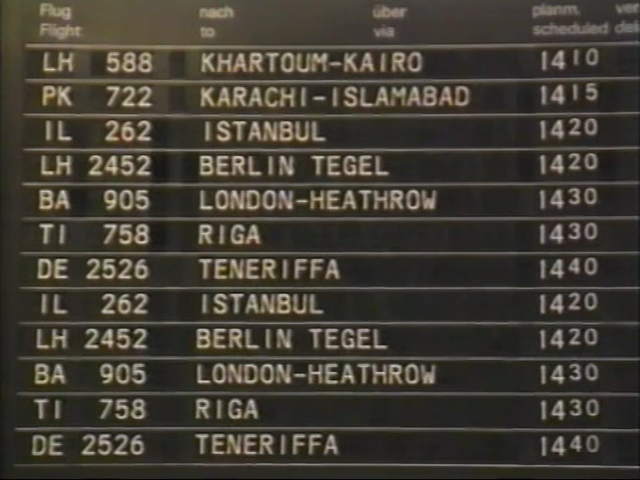 Flug nach über planm. ver
Flight to via scheduled del
LH 588 KHARTOUM-KAIRO 1410
PK 722 KARACHI-ISLAMABAD 1415
IL 262 ISTANBUL 1420
LH 2452 BERLIN TEGEL 1420
BA 905 LONDON-HEATHROW 1430
TI 758 RIGA 1430
DE 2526 TENERIFFA 1440
IL 262 ISTANBUL 1420
LH 2452 BERLIN TEGEL 1420
BA 905 LONDON-HEATHROW 1430
TI 758 RIGA 1430
DE 2526 TENERIFFA 1440